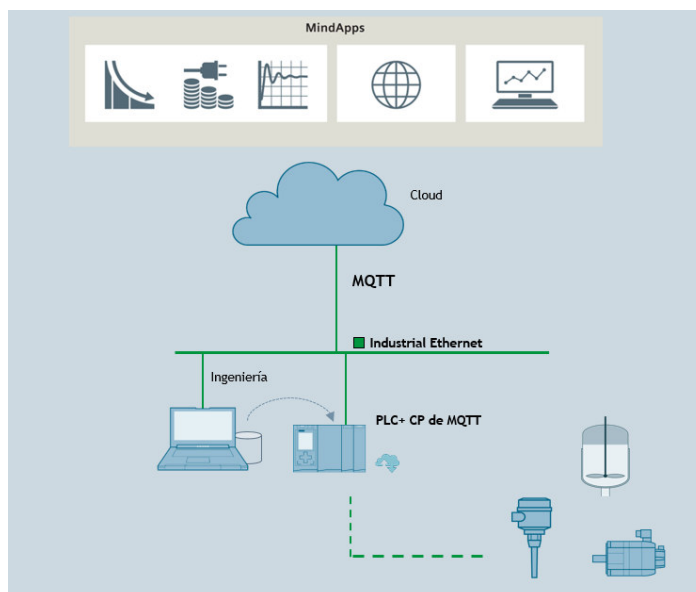 MindApps
Cloud
MQTT
Industrial Ethernet
Ingeniería
PLC+ CP de MQTT